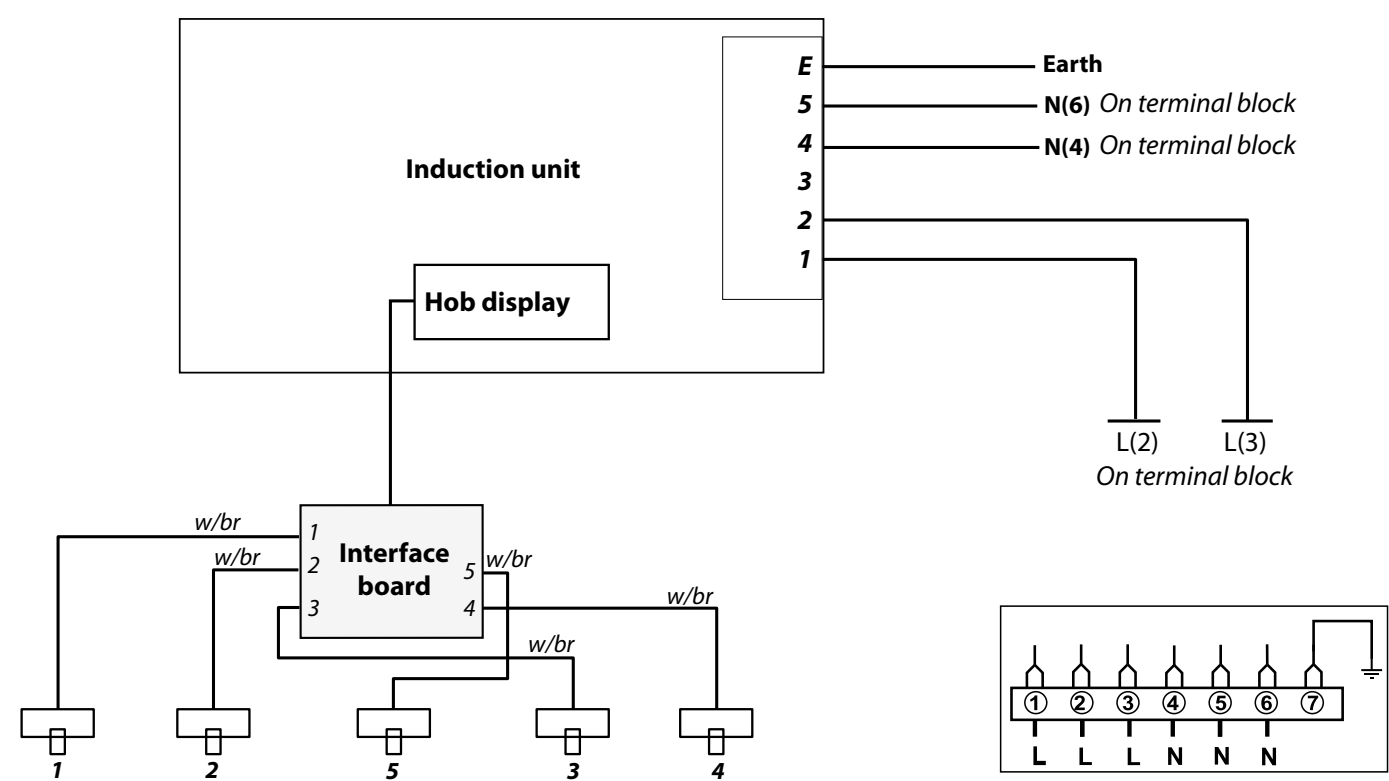 E
Earth
5
N(6) On terminal block
4
N(4) On terminal block
Induction unit
3
2
1
Hob display
L(2)
L(3)
On terminal block
w/br
1
w/br
2
Interface
board
5
w/br
3
4
w/br
w/br
1
2
5
3
4
1 2 3 4 5 6 7
L L L N N N